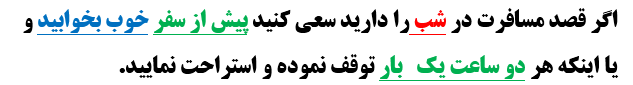 اگر قصد مسافرت در شب را دارید سعی کنید پیش از سفر خوب بخوابید و
یا اینکه هر دو ساعت یک بار توقف نموده و استراحت نمایید.